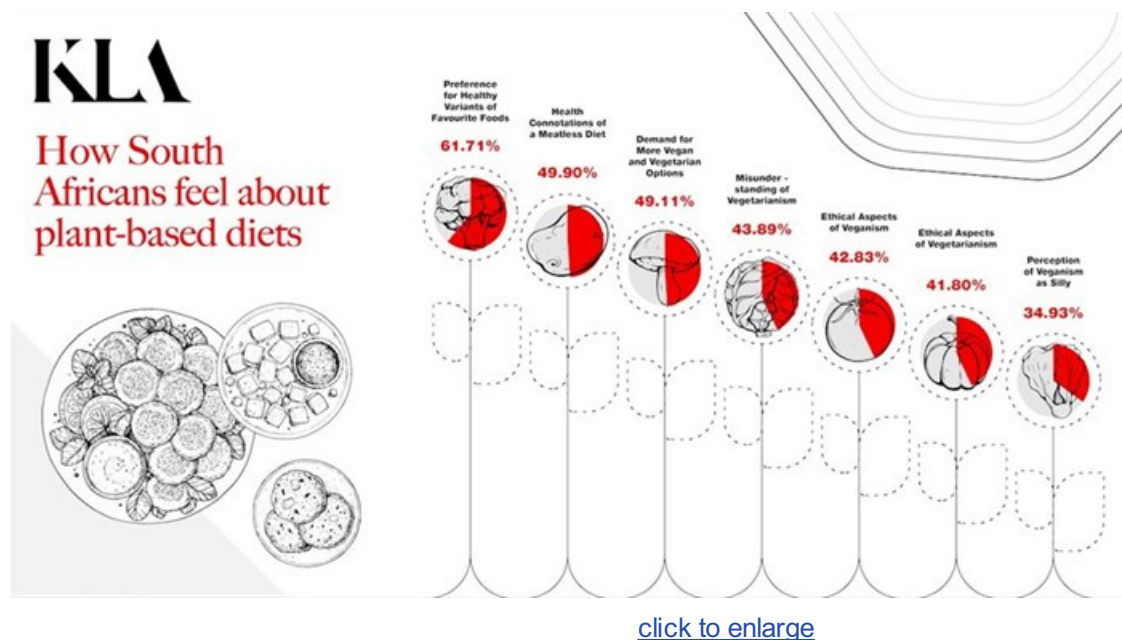 KLA
How South
Africans feel about
plant-based diets
Preference
for Healthy
Variants of
Favourite Foods
61.71%
Health
Connotations of
a Meatless Diet
49.90%
Demand for
More Vegan
and Vegetarian
Options
49.11%
Misunder -
standing of
Vegetarianism
43.89%
Ethical Aspects
of Veganism
42.83%
Ethical Aspects
of Vegetarianism
41.80%
Perception
of Veganism
as Silly
34.93%
click to enlarge